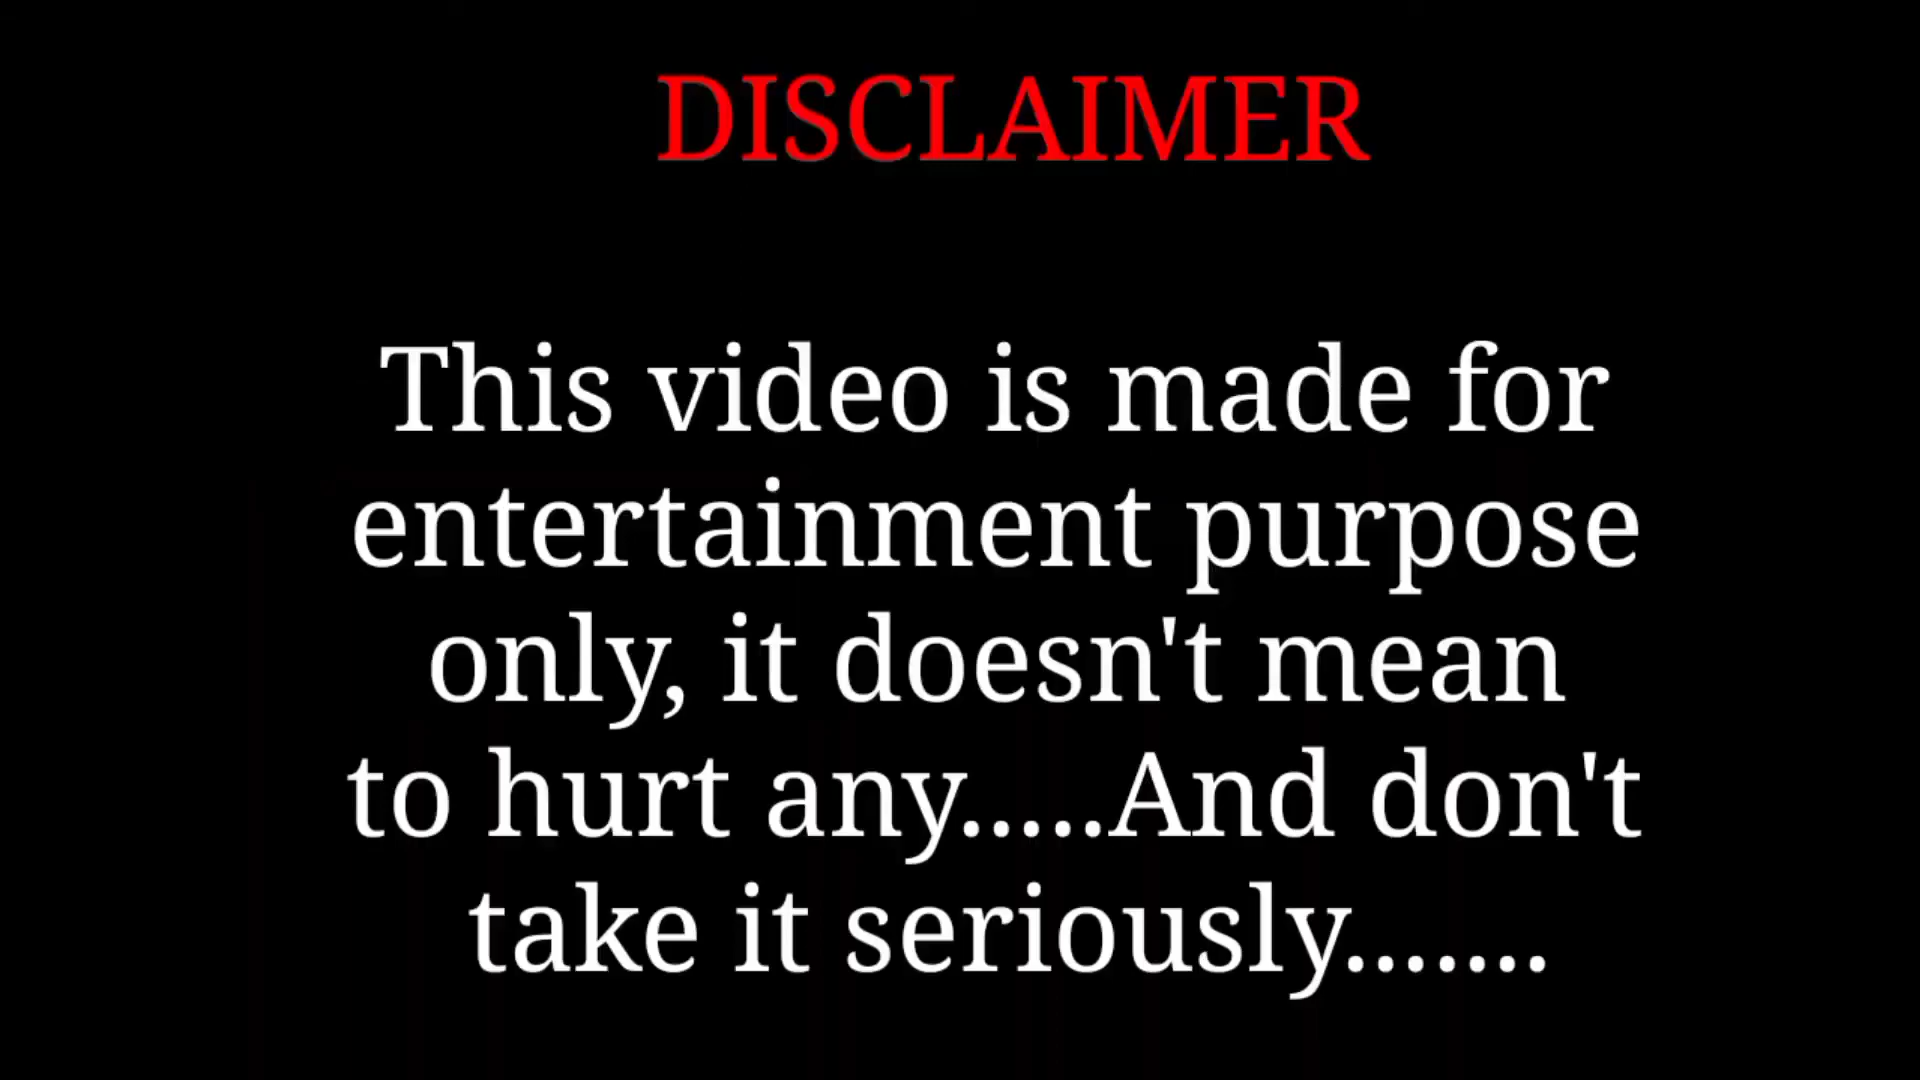 DISCLAIMER
This video is made for
entertainment purpose
only, it doesn't mean
to hurt any.....And don't
take it seriously.......